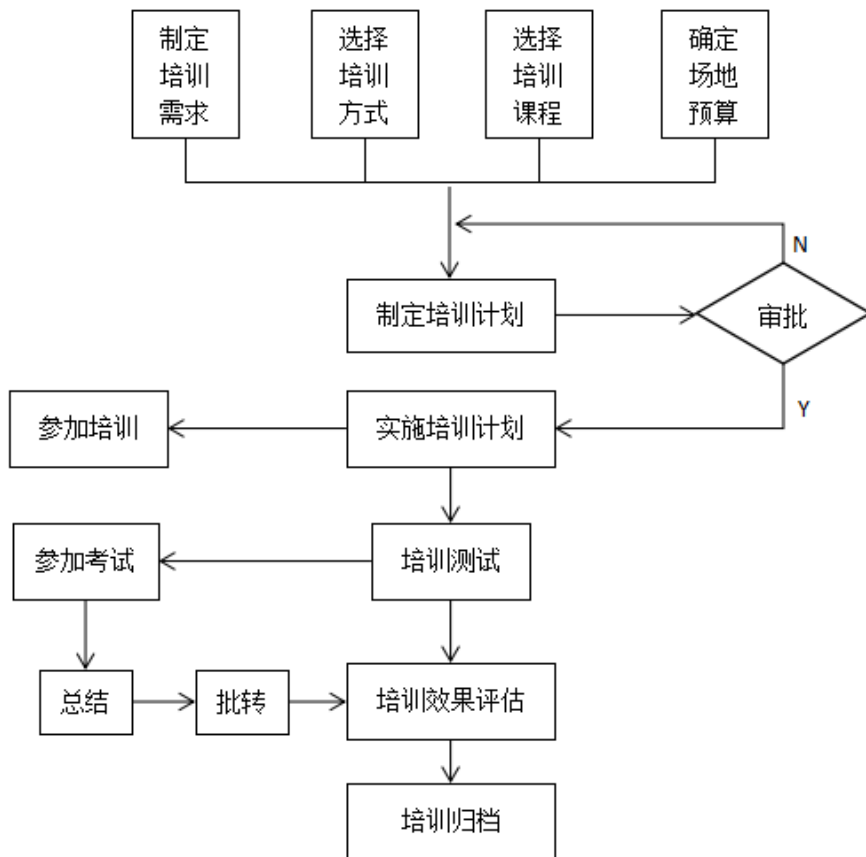 制定
培训
需求
选择
培训
方式
选择
培训
课程
确定
场地
预算
N
制定培训计划
审批
Y
参加培训
实施培训计划
参加考试
培训测试
总结
批转
培训效果评估
培训归档